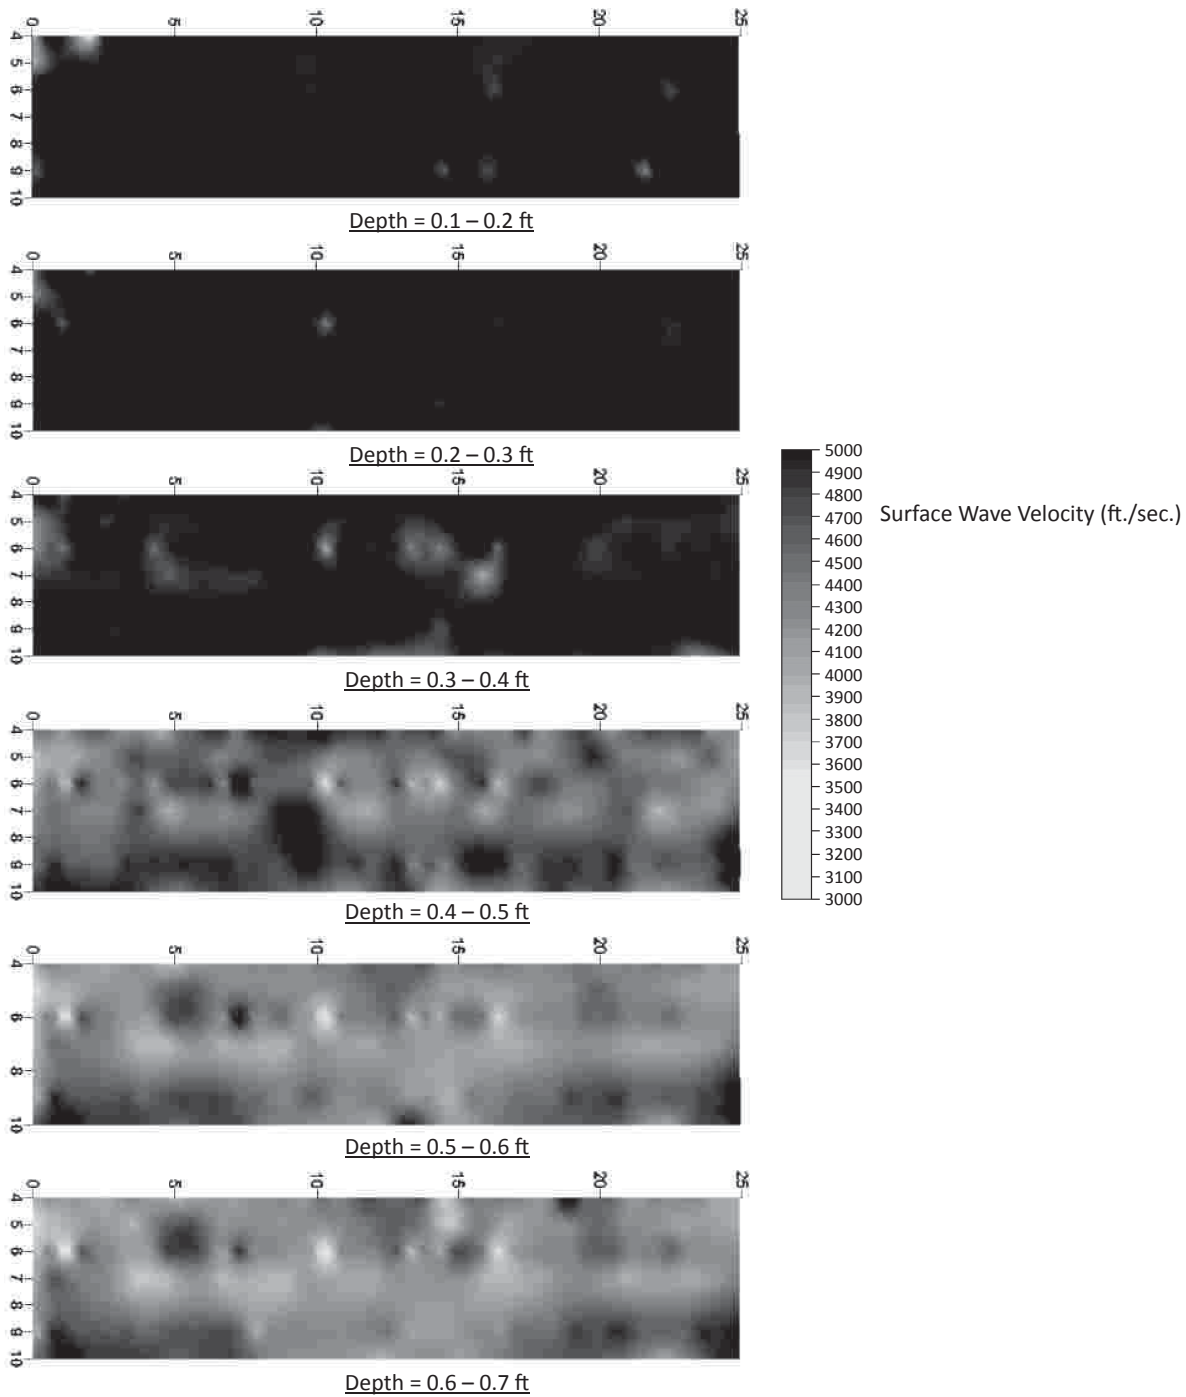 0 5 10 15 20 25
4 5 6 7 8 9 10
Depth = 0.1 – 0.2 ft
0 5 10 15 20 25
4 5 6 7 8 9 10
Depth = 0.2 – 0.3 ft
0 5 10 15 20 25
4 5 6 7 8 9 10
Depth = 0.3 – 0.4 ft
0 5 10 15 20 25
4 5 6 7 8 9 10
Depth = 0.4 – 0.5 ft
0 5 10 15 20 25
4 6 8 10
Depth = 0.5 – 0.6 ft
0 5 10 15 20 25
4 5 6 7 8 9 10
Depth = 0.6 – 0.7 ft
5000
4900
4800
4700
4600
4500
4400
4300
4200
4100
4000
3900
3800
3700
3600
3500
3400
3300
3200
3100
3000
Surface Wave Velocity (ft./sec.)